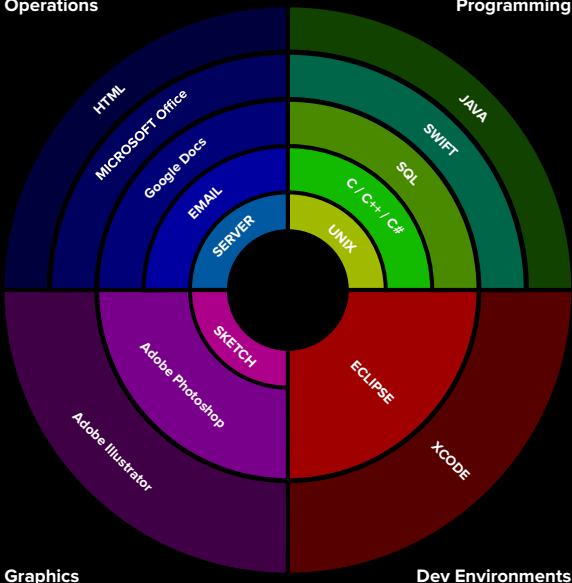 Operations
Programming
HTML
MICROSOFT Office
Google Docs
EMAIL
SERVER
JAVA
SWIFT
SQL
C / C++ / C#
UNIX
SKETCH
Adobe Photoshop
Adobe Illustrator
ECLIPSE
XCODE
Graphics
Dev Environments